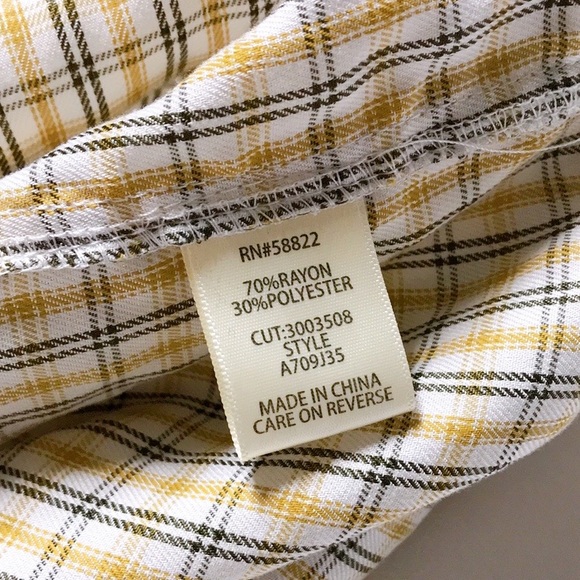 RN#58822
70%RAYON
30%POLYESTER
CUT:3003508
STYLE
A709J35
MADE IN CHINA
CARE ON REVERSE